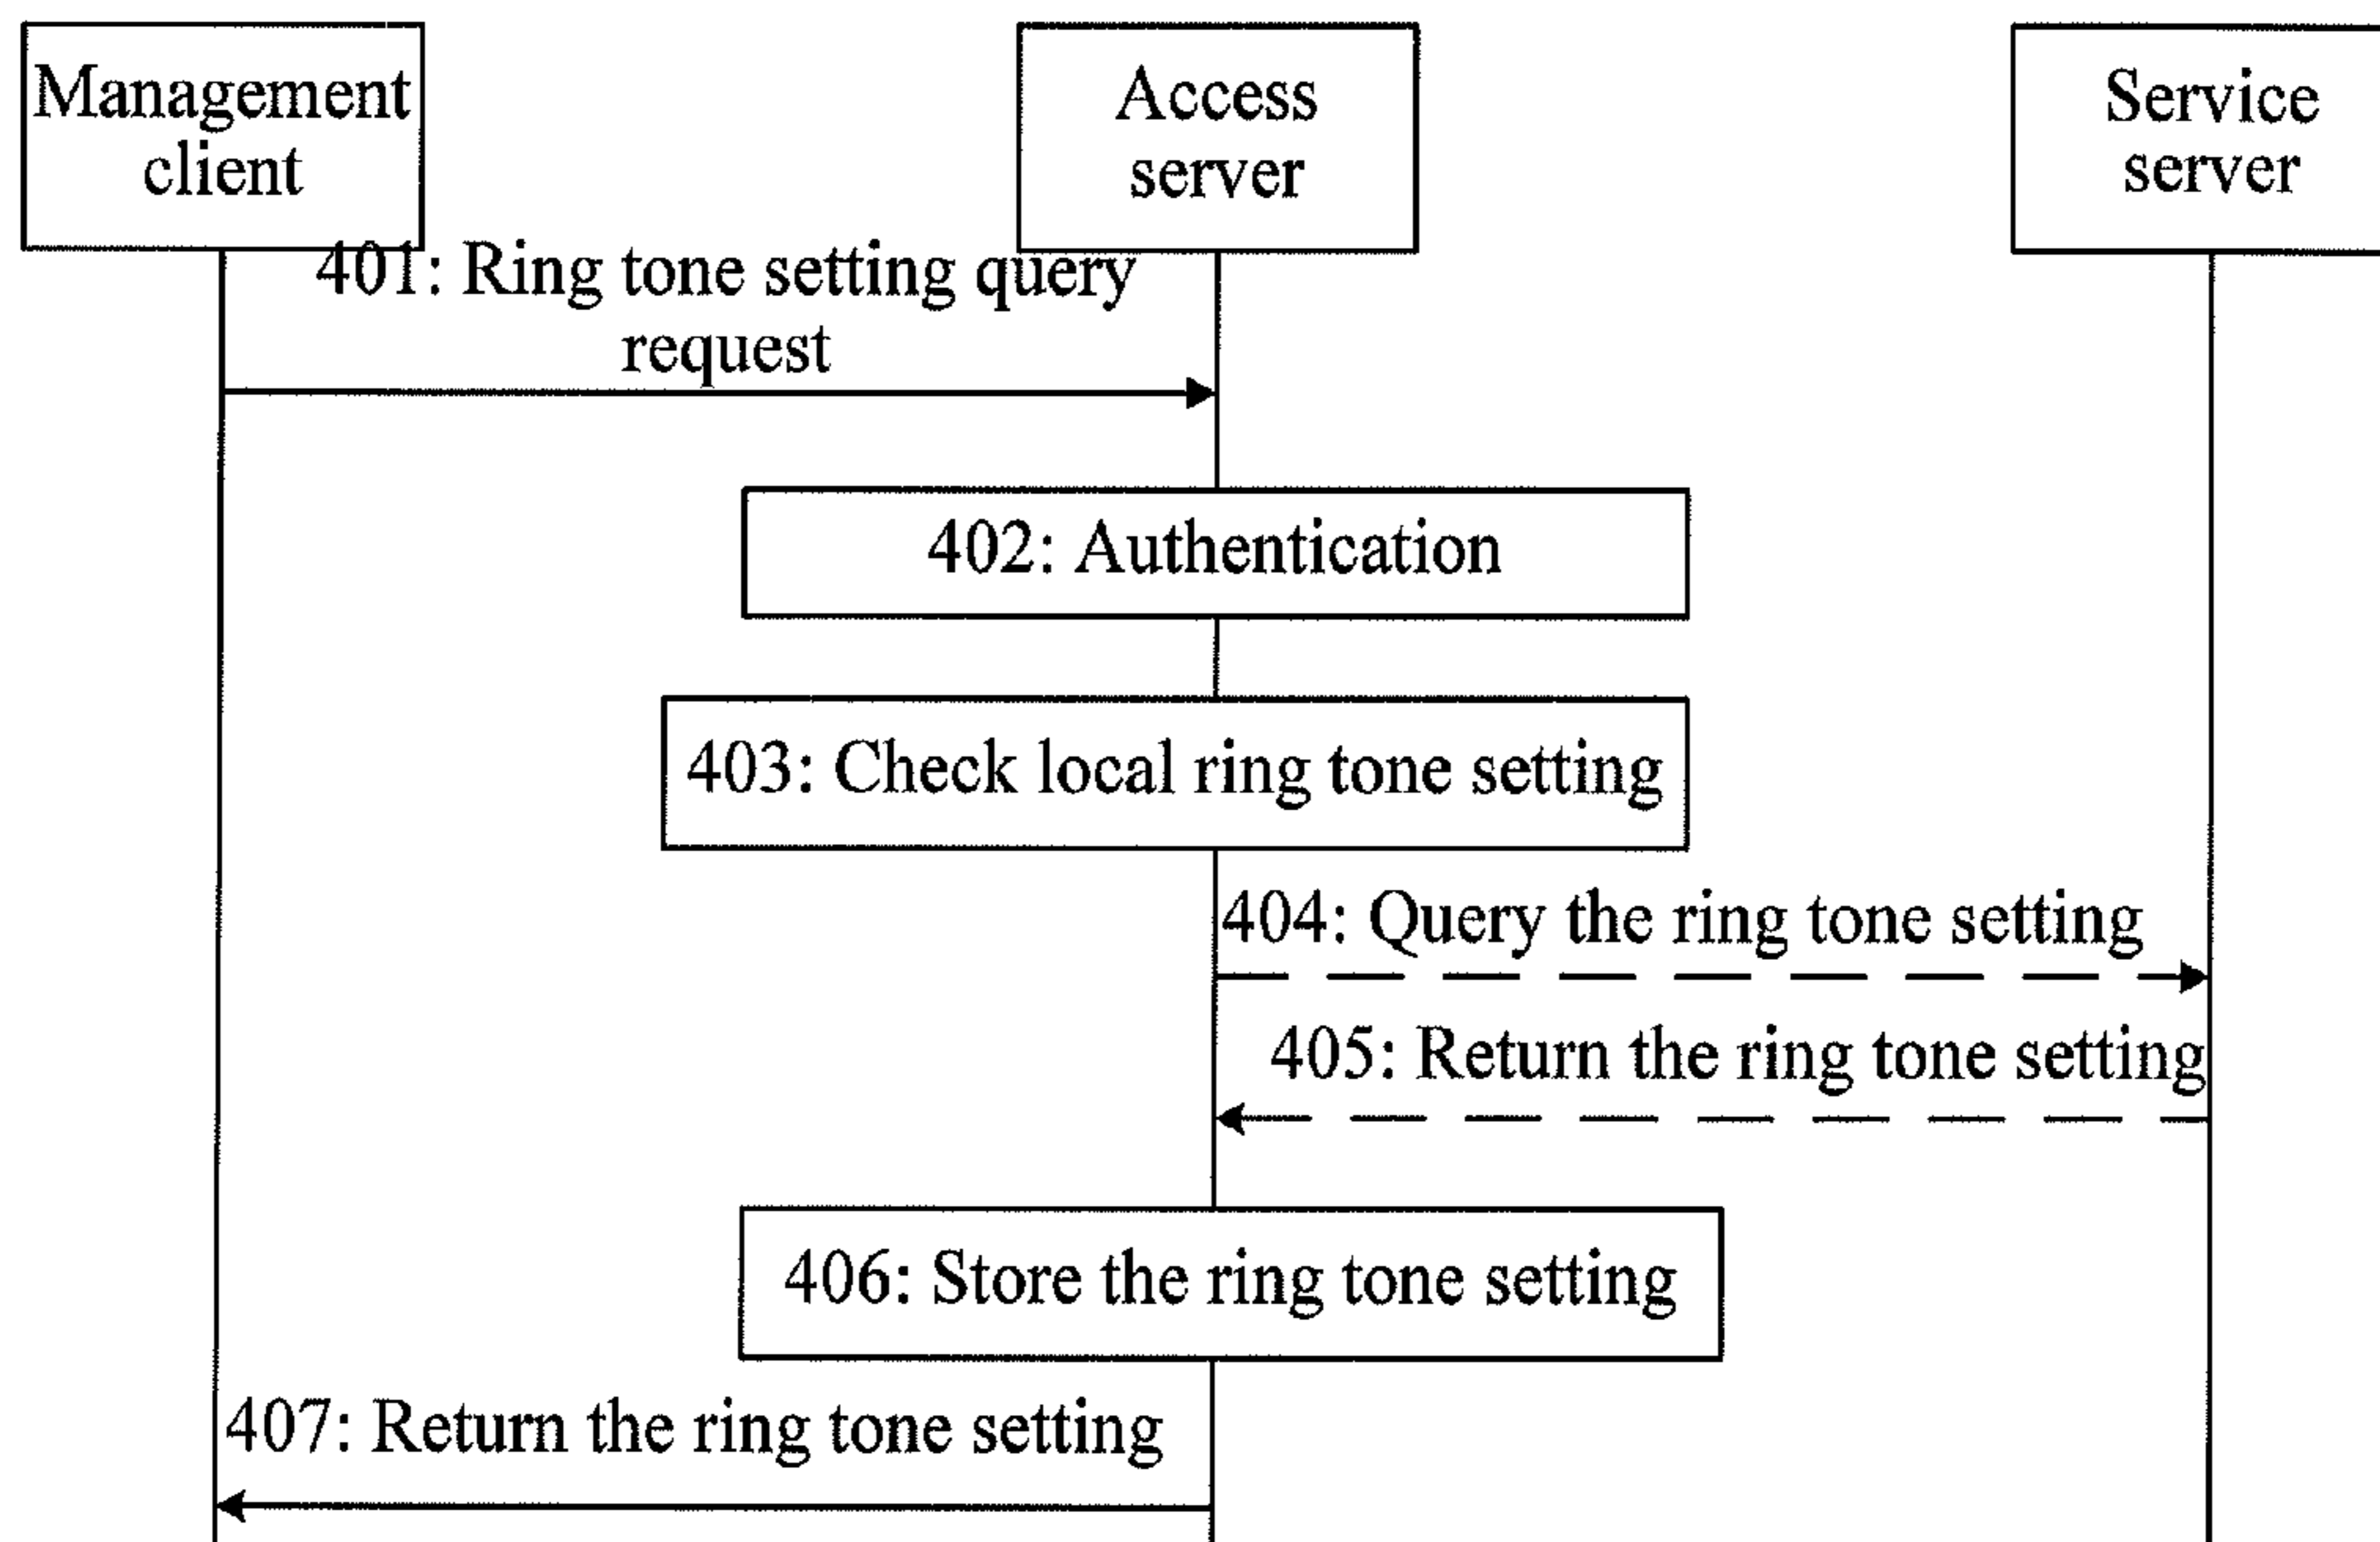 Management
client
Access
server
Service
server
401: Ring tone setting query
request
402: Authentication
403: Check local ring tone setting
404: Query the ring tone setting
405: Return the ring tone setting
406: Store the ring tone setting
407: Return the ring tone setting